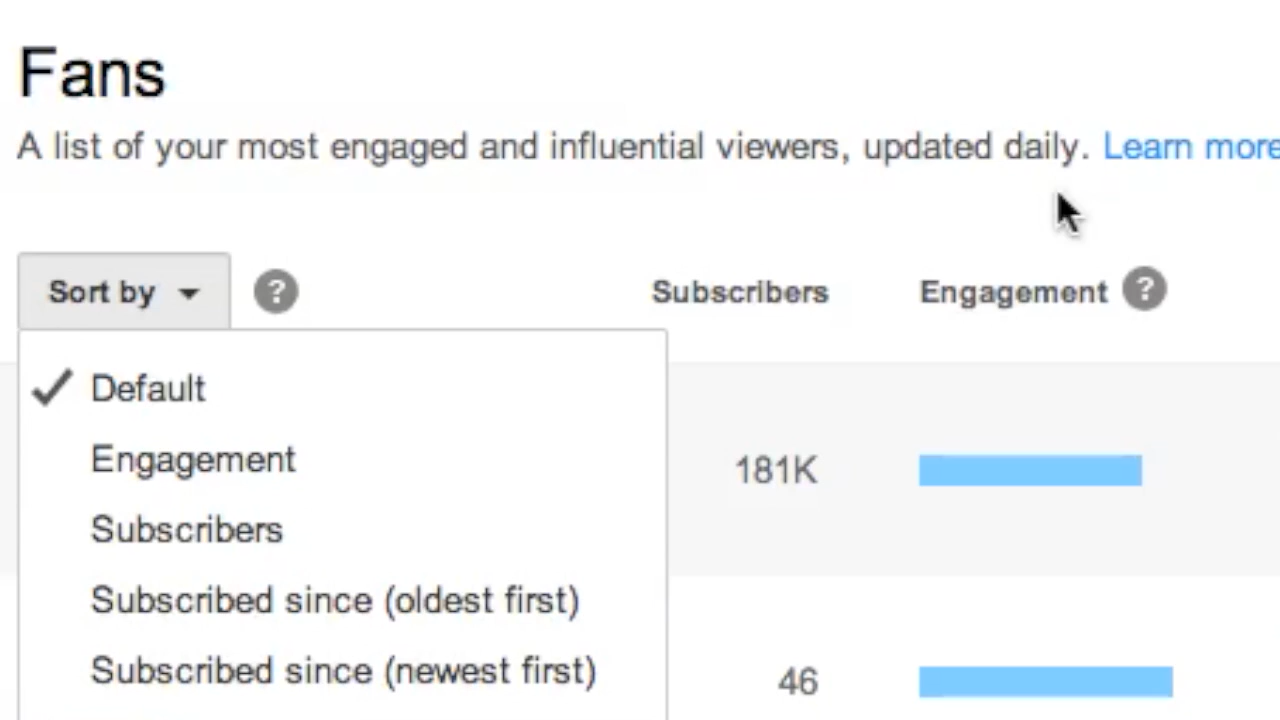 Fans
A list of your most engaged and influential viewers, updated daily. Learn more
Sort by ? Subscribers Engagement ?
Default
Engagement
181K
Subscribers
Subscribed since (oldest first)
Subscribed since (newest first)
46